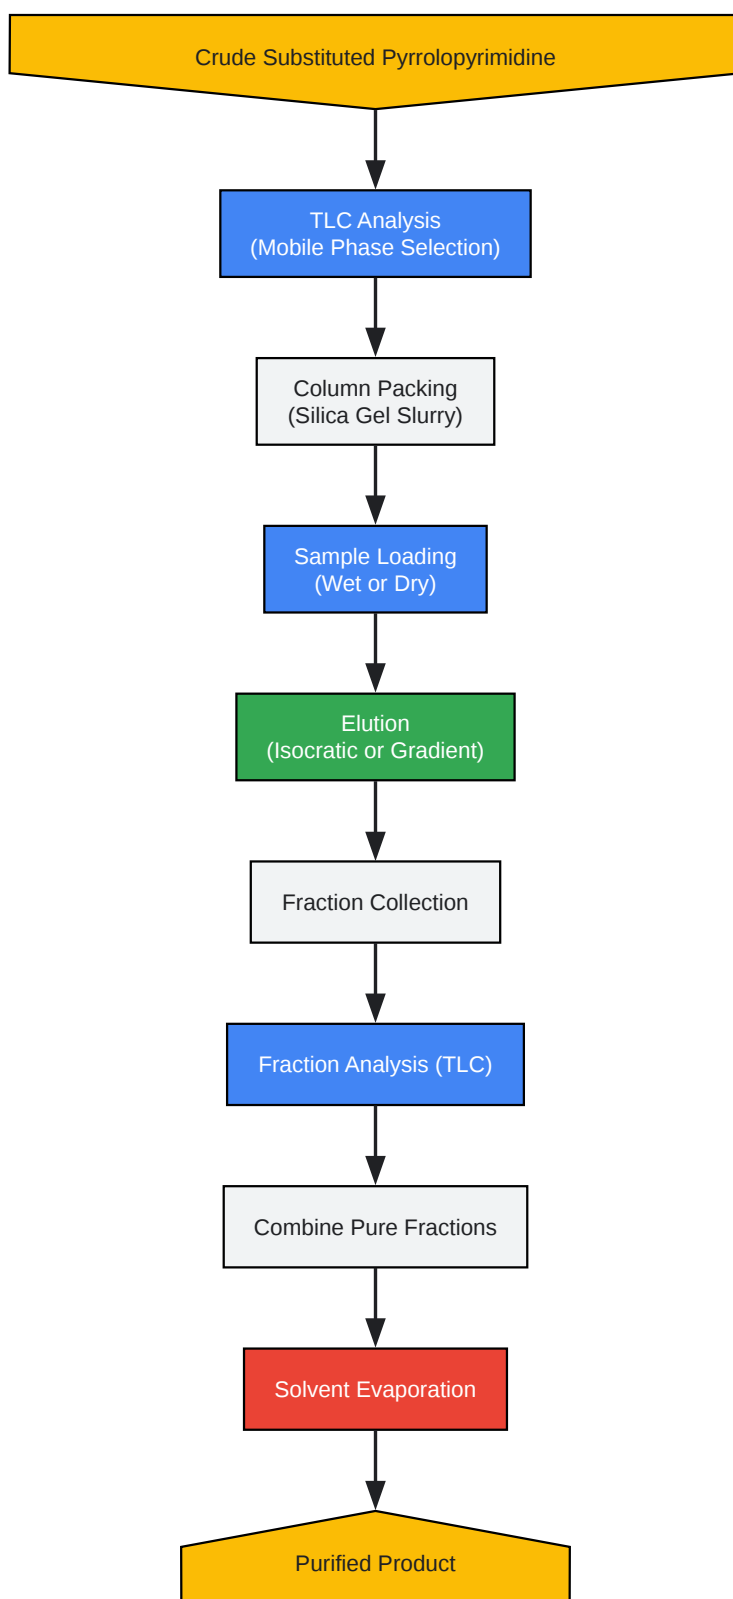 Crude Substituted Pyrrolopyrimidine
TLC Analysis
(Mobile Phase Selection)
Column Packing
(Silica Gel Slurry)
Sample Loading
(Wet or Dry)
Elution
(Isocratic or Gradient)
Fraction Collection
Fraction Analysis (TLC)
Combine Pure Fractions
Solvent Evaporation
Purified Product